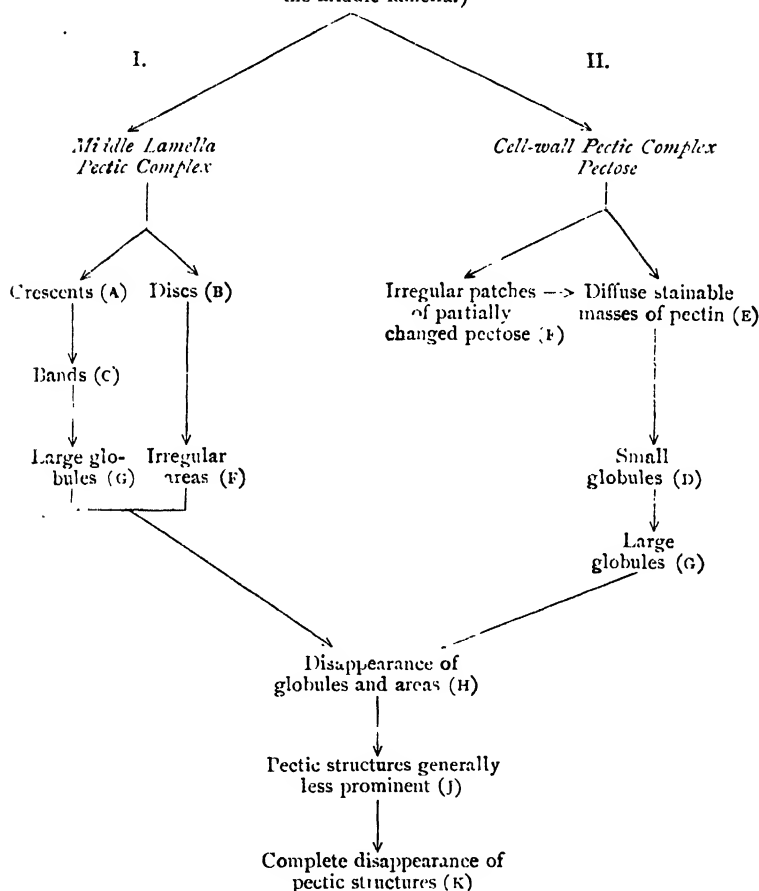 the middle lamella.)
I. II.
Middle Lamella
Pectic Complex
Cell-wall Pectic Complex
Pectose
Crescents (A) Discs (B)
Irregular patches
of partially
changed pectose (F)
Diffuse stainable
masses of pectin (E)
Bands (C)
Large glo-
bules (G)
Irregular
areas (F)
Small
globules (D)
Large
globules (G)
Disappearance of
globules and areas (H)
Pectic structures generally
less prominent (J)
Complete disappearance of
pectic structures (K)